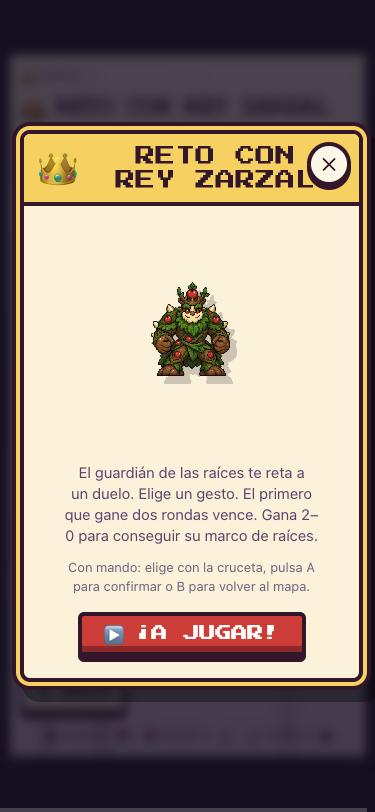 RETO CON
REY ZARZAL
El guardián de las raíces te reta a
un duelo. Elige un gesto. El primero
que gane dos rondas vence. Gana 2–
0 para conseguir su marco de raíces.
Con mando: elige con la cruceta, pulsa A
para confirmar o B para volver al mapa.
¡A JUGAR!